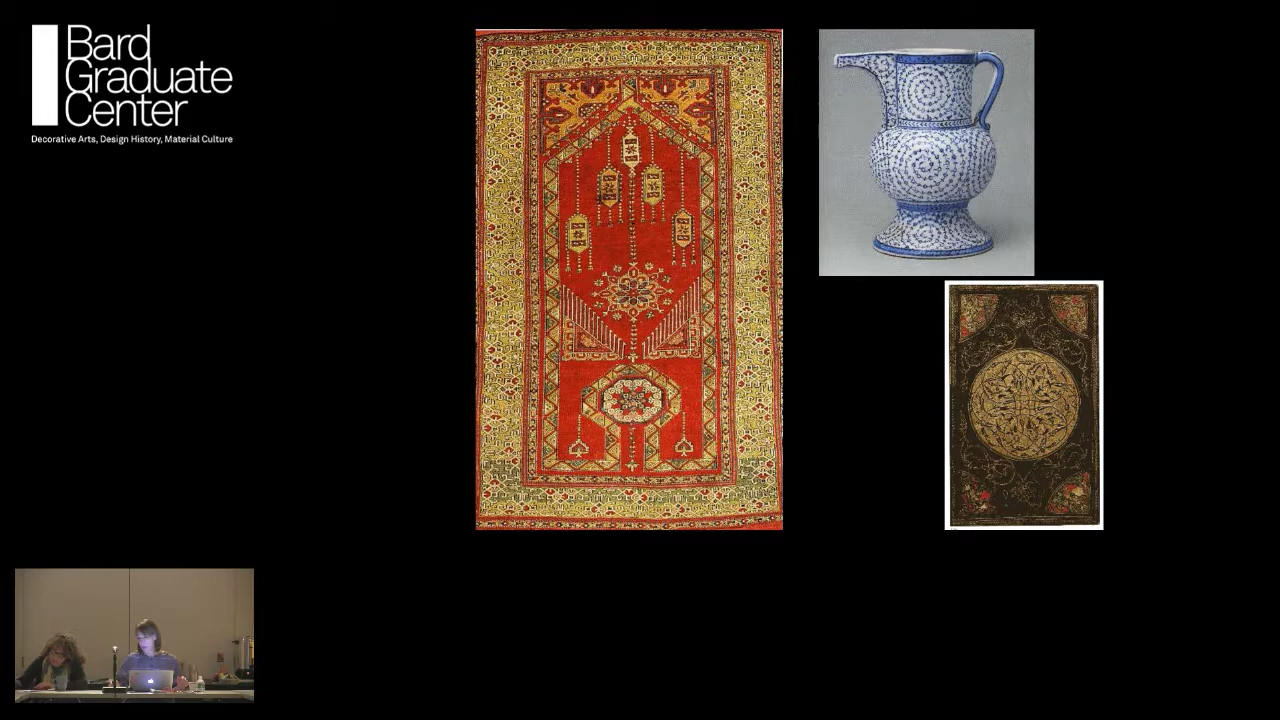 Bard
Graduate
Center
Decorative Arts, Design History, Material Culture